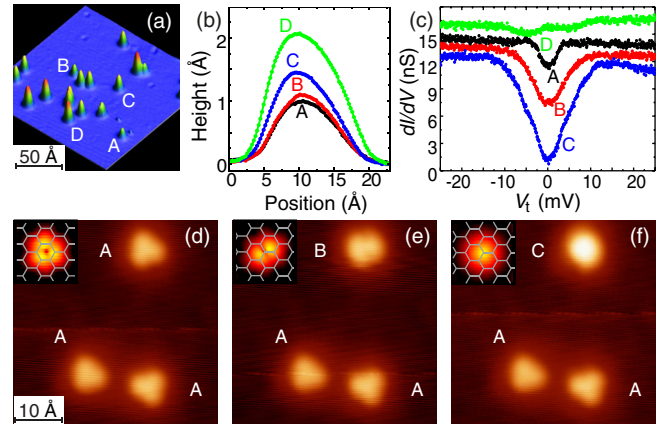 (a)
B
C
D
A
50 Å
(b)
Height (Å)
2
1
0
D
C
B
A
0 5 10 15 20
Position (Å)
(c)
dI/dV (nS)
15
12
9
6
3
0
D
A
B
C
-20 -10 0 10 20
Vt (mV)
(d)
A
A
A
10 Å
(e)
B
A
A
(f)
C
A
A